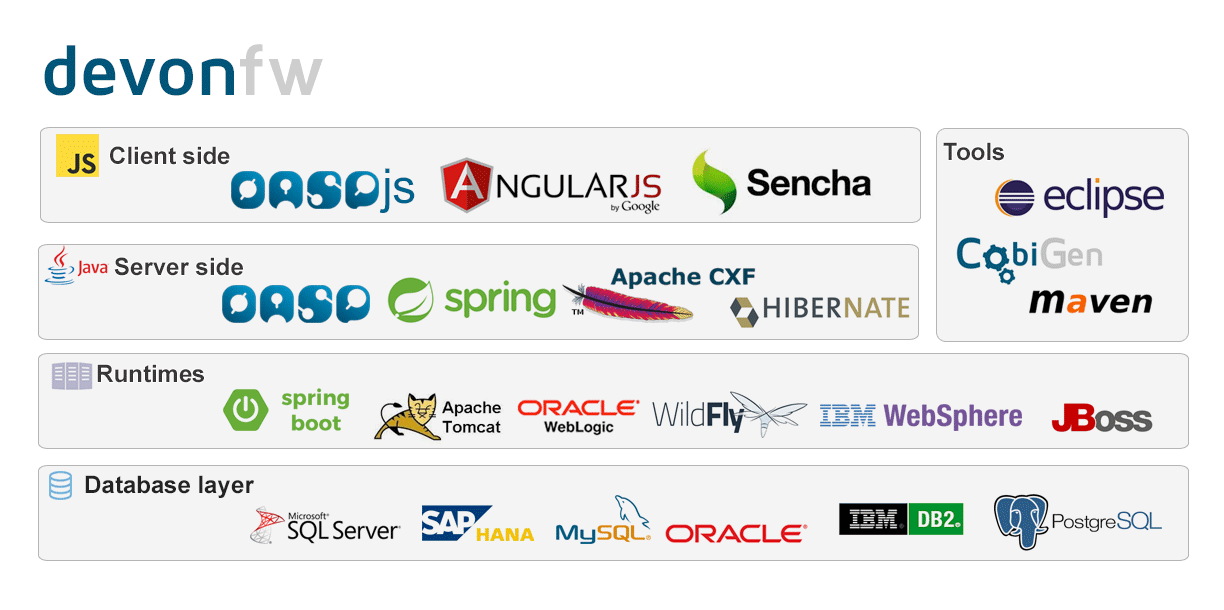 devonfw
JS Client side
OASPjs
ANGULARJS
by Google
Sencha
Tools
eclipse
CobiGen
maven
Java Server side
OASP
spring
TM
Apache CXF
HIBERNATE
Runtimes
spring
boot
Apache
Tomcat
ORACLE®
WebLogic
WildFly
IBM WebSphere
JBoss
Database layer
Microsoft®
SQL Server®
SAP HANA
MySQL®
ORACLE®
IBM® DB2®
PostgreSQL